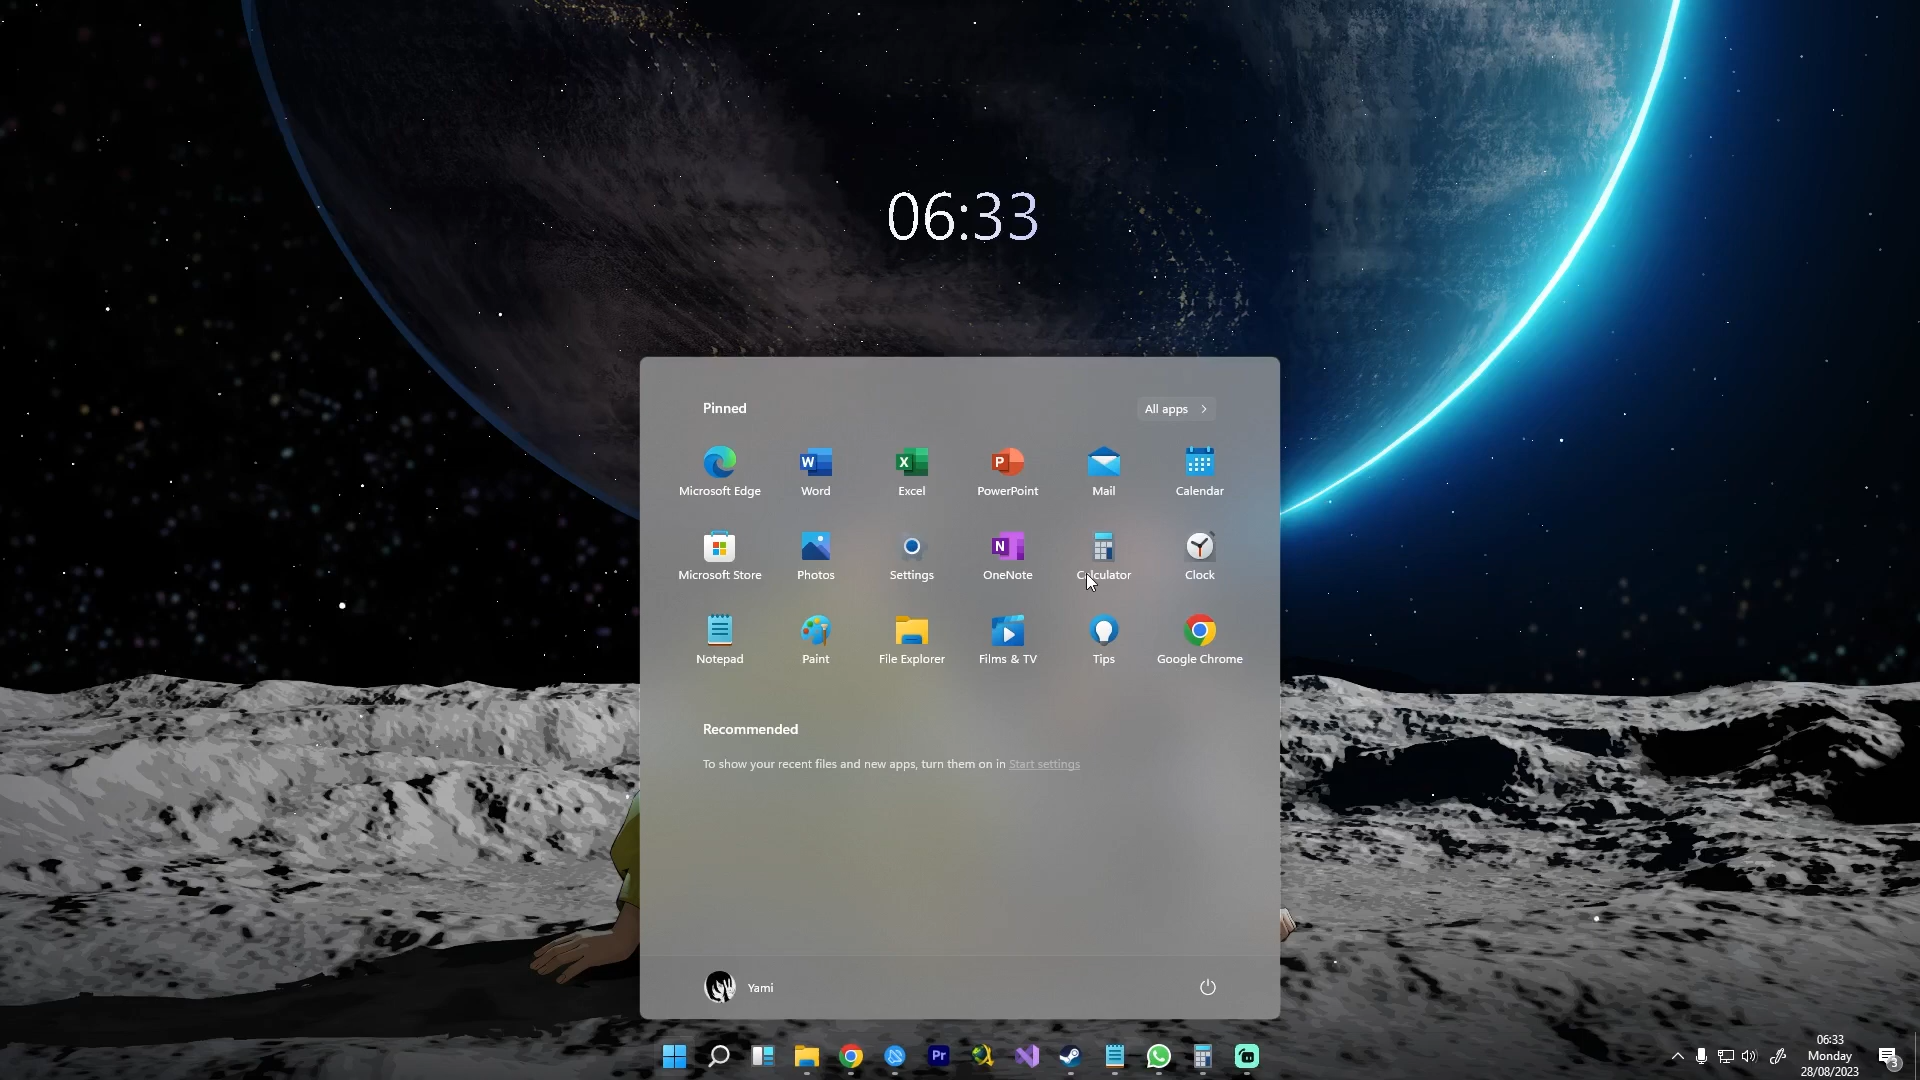 06:33
Pinned
All apps
Microsoft Edge
Word
Excel
PowerPoint
Mail
Calendar
Microsoft Store
Photos
Settings
OneNote
Calculator
Clock
Notepad
Paint
File Explorer
Films & TV
Tips
Google Chrome
Recommended
To show your recent files and new apps, turn them on in Start settings
Yami
Pr
06:33
Monday
28/08/2023
3